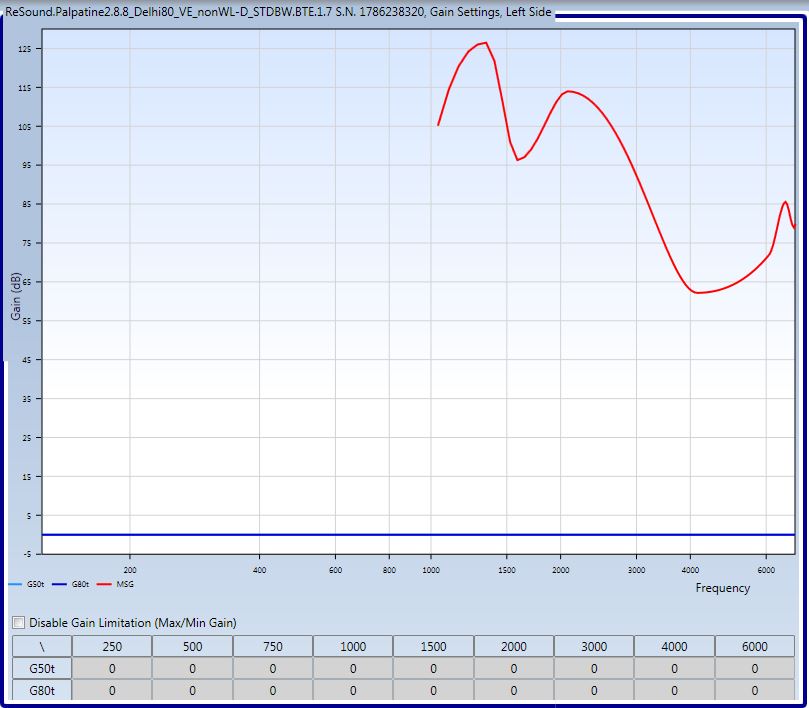 ReSound.Palpatine2.8.8_Delhi80_VE_nonWL-D_STDBW.BTE.1.7 S.N. 1786238320, Gain Settings, Left Side
125
115
105
95
85
75
65
55
45
35
25
15
5
-5
Gain (dB)
200 400 600 800 1000 1500 2000 3000 4000 6000
Frequency
G50t G80t MSG
Disable Gain Limitation (Max/Min Gain)
\ 250 500 750 1000 1500 2000 3000 4000 6000
G50t 0 0 0 0 0 0 0 0 0
G80t 0 0 0 0 0 0 0 0 0